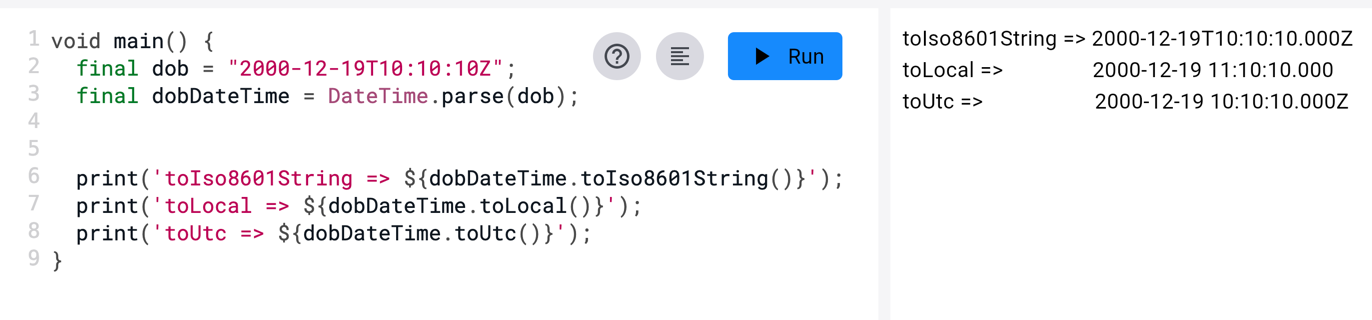 1 void main() {
2 final dob = "2000-12-19T10:10:10Z";
3 final dobDateTime = DateTime.parse(dob);
4
5
6 print('toIso8601String => ${dobDateTime.toIso8601String()}');
7 print('toLocal => ${dobDateTime.toLocal()}');
8 print('toUtc => ${dobDateTime.toUtc()}');
9 }
?
Run
toIso8601String => 2000-12-19T10:10:10.000Z
toLocal => 2000-12-19 11:10:10.000
toUtc => 2000-12-19 10:10:10.000Z